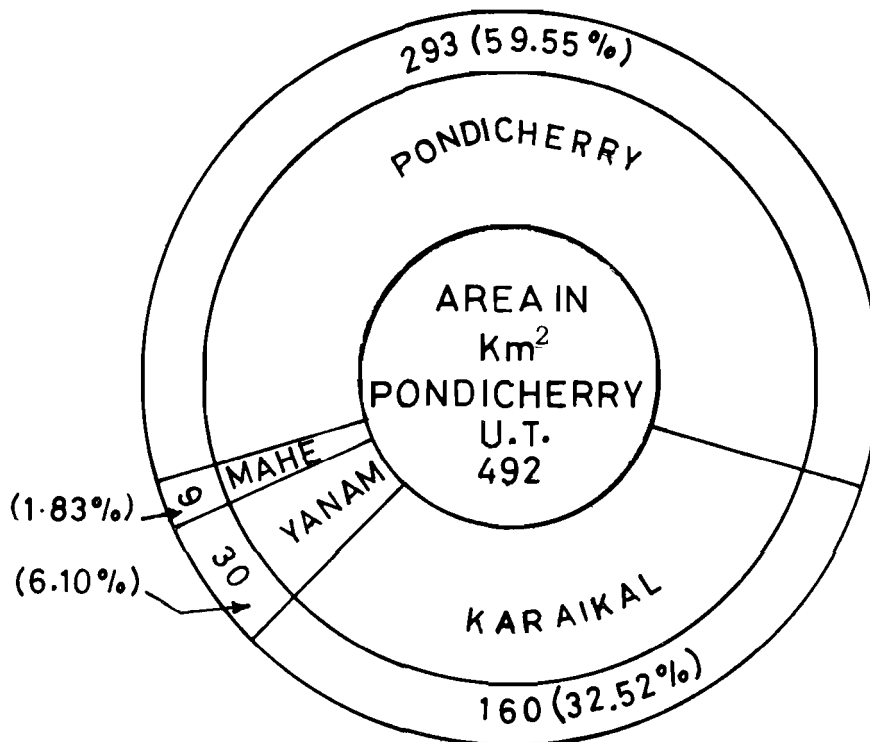 293 (59.55%)
PONDICHERRY
AREA IN
Km²
PONDICHERRY
U.T.
492
MAHE
9
(1.83%)
YANAM
30
(6.10%)
KARAIKAL
160 (32.52%)